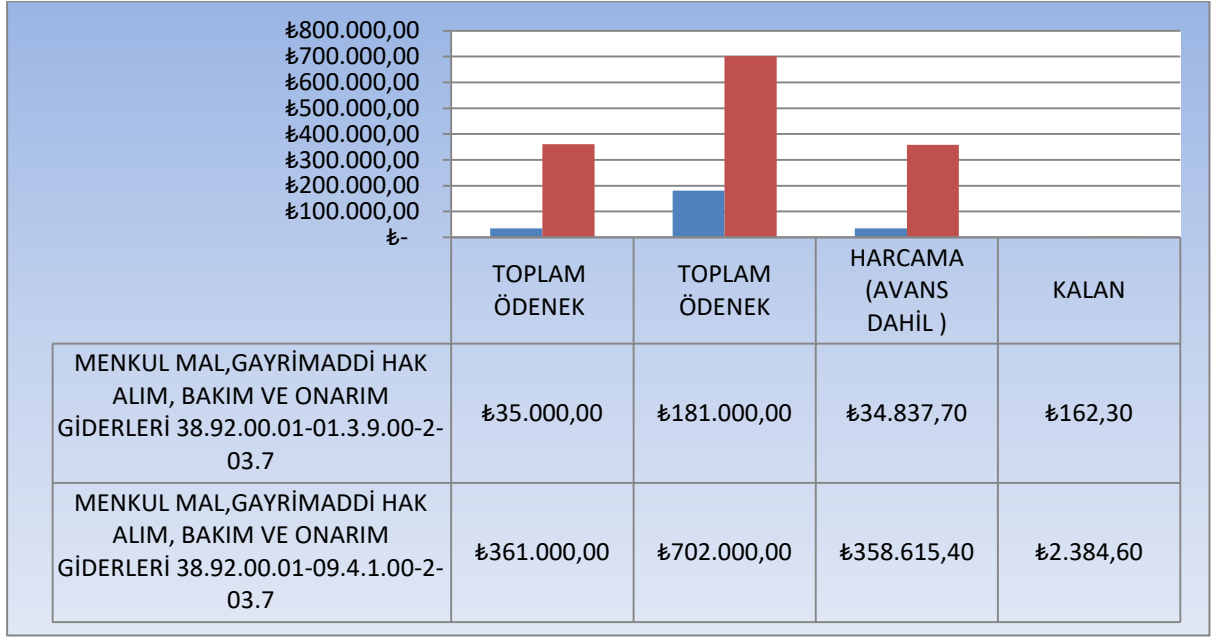 ₺800.000,00
₺700.000,00
₺600.000,00
₺500.000,00
₺400.000,00
₺300.000,00
₺200.000,00
₺100.000,00
₺-
TOPLAM
ÖDENEK
TOPLAM
ÖDENEK
HARCAMA
(AVANS
DAHİL )
KALAN
MENKUL MAL,GAYRİMADDİ HAK
ALIM, BAKIM VE ONARIM
GİDERLERİ 38.92.00.01-01.3.9.00-2-
03.7
₺35.000,00
₺181.000,00
₺34.837,70
₺162,30
MENKUL MAL,GAYRİMADDİ HAK
ALIM, BAKIM VE ONARIM
GİDERLERİ 38.92.00.01-09.4.1.00-2-
03.7
₺361.000,00
₺702.000,00
₺358.615,40
₺2.384,60